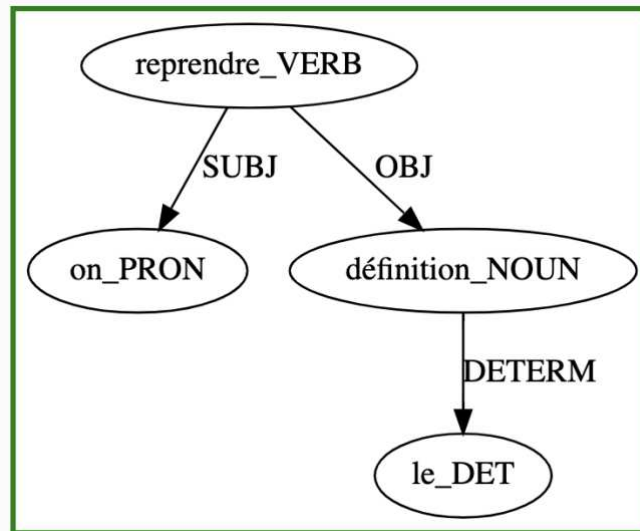 reprendre_VERB
SUBJ
OBJ
on_PRON
définition_NOUN
DETERM
le_DET